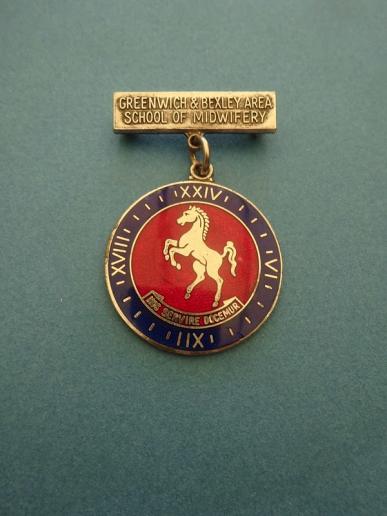 GREENWICH & BEXLEY AREA
SCHOOL OF MIDWIFERY
XXIV
XVIII
VI
XII
SERVIRE DOCEMUR